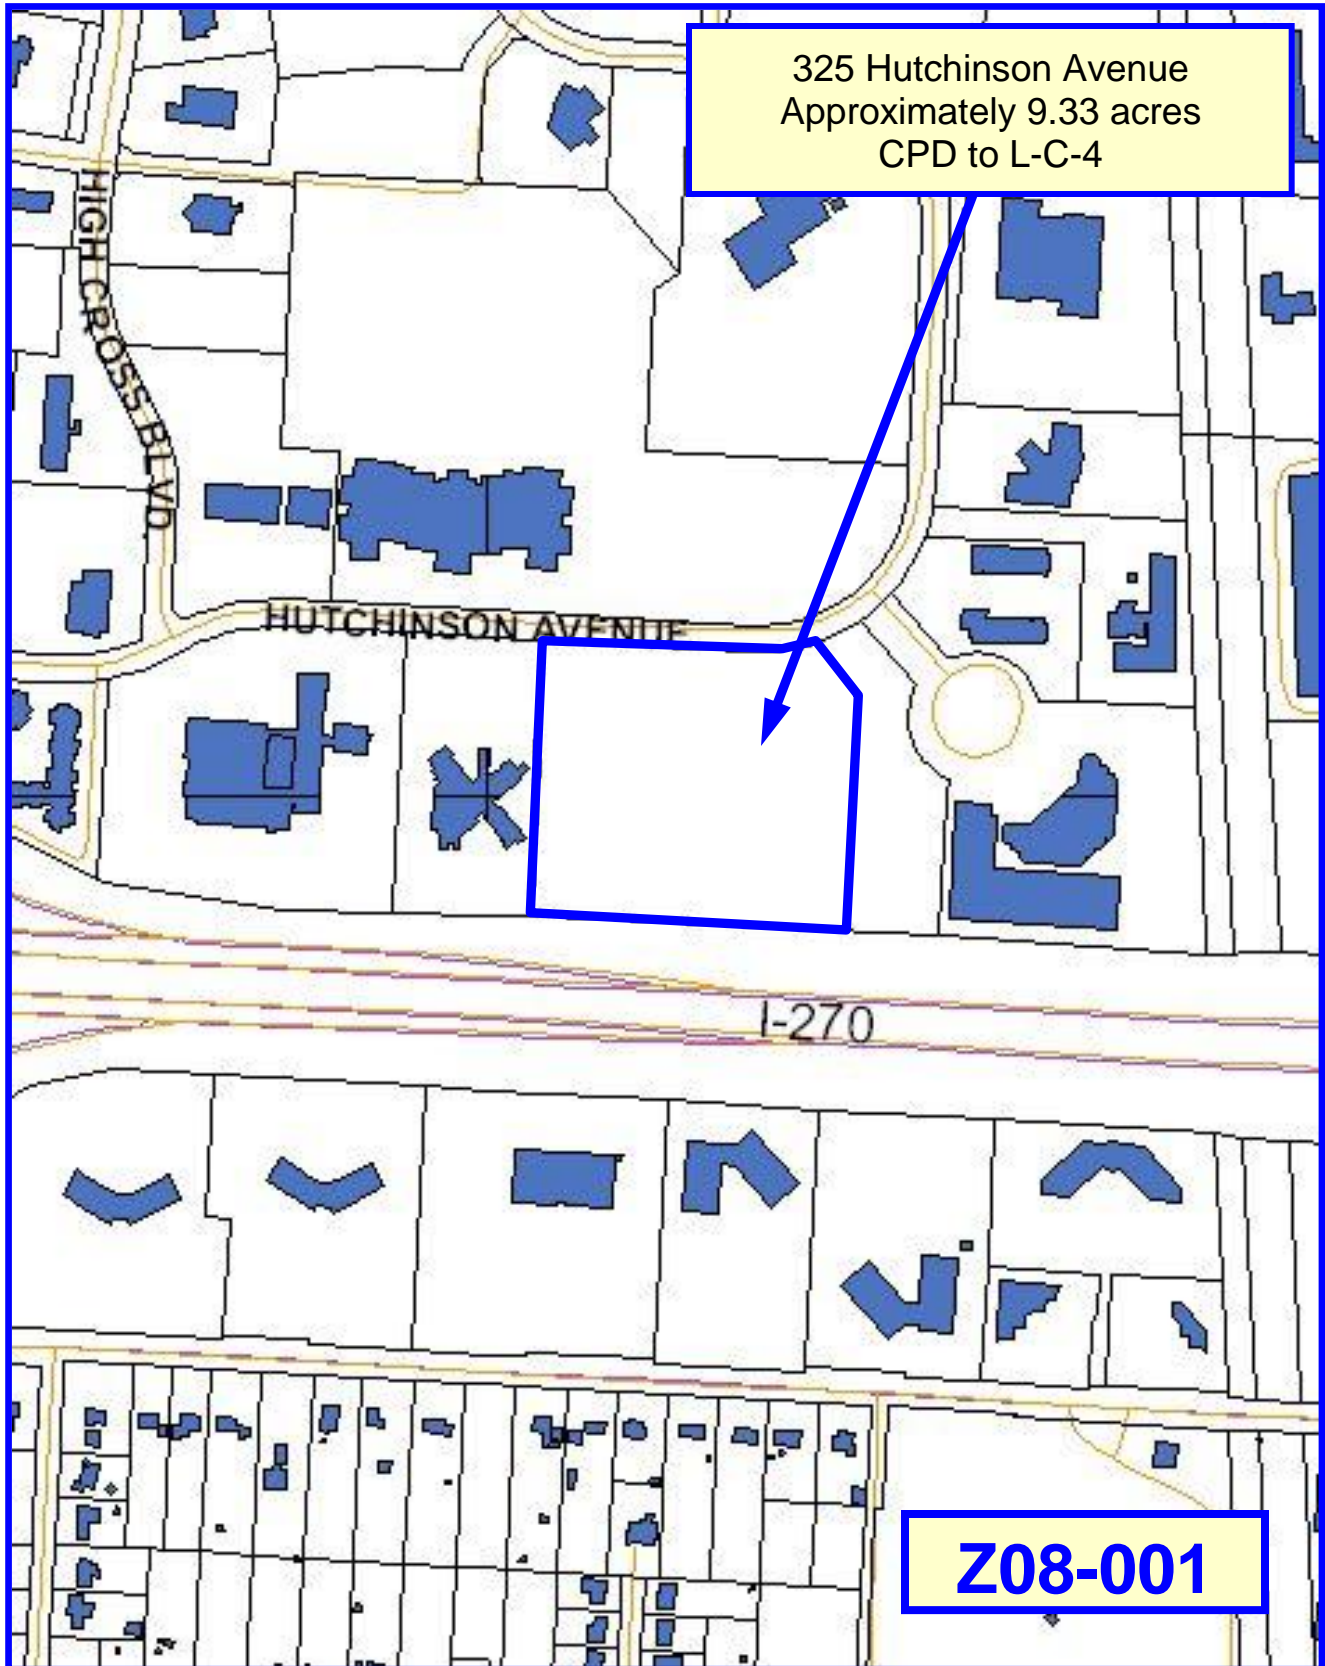 325 Hutchinson Avenue
Approximately 9.33 acres
CPD to L-C-4
HIGH CROSS BLVD.
HUTCHINSON AVENUE
I-270
Z08-001